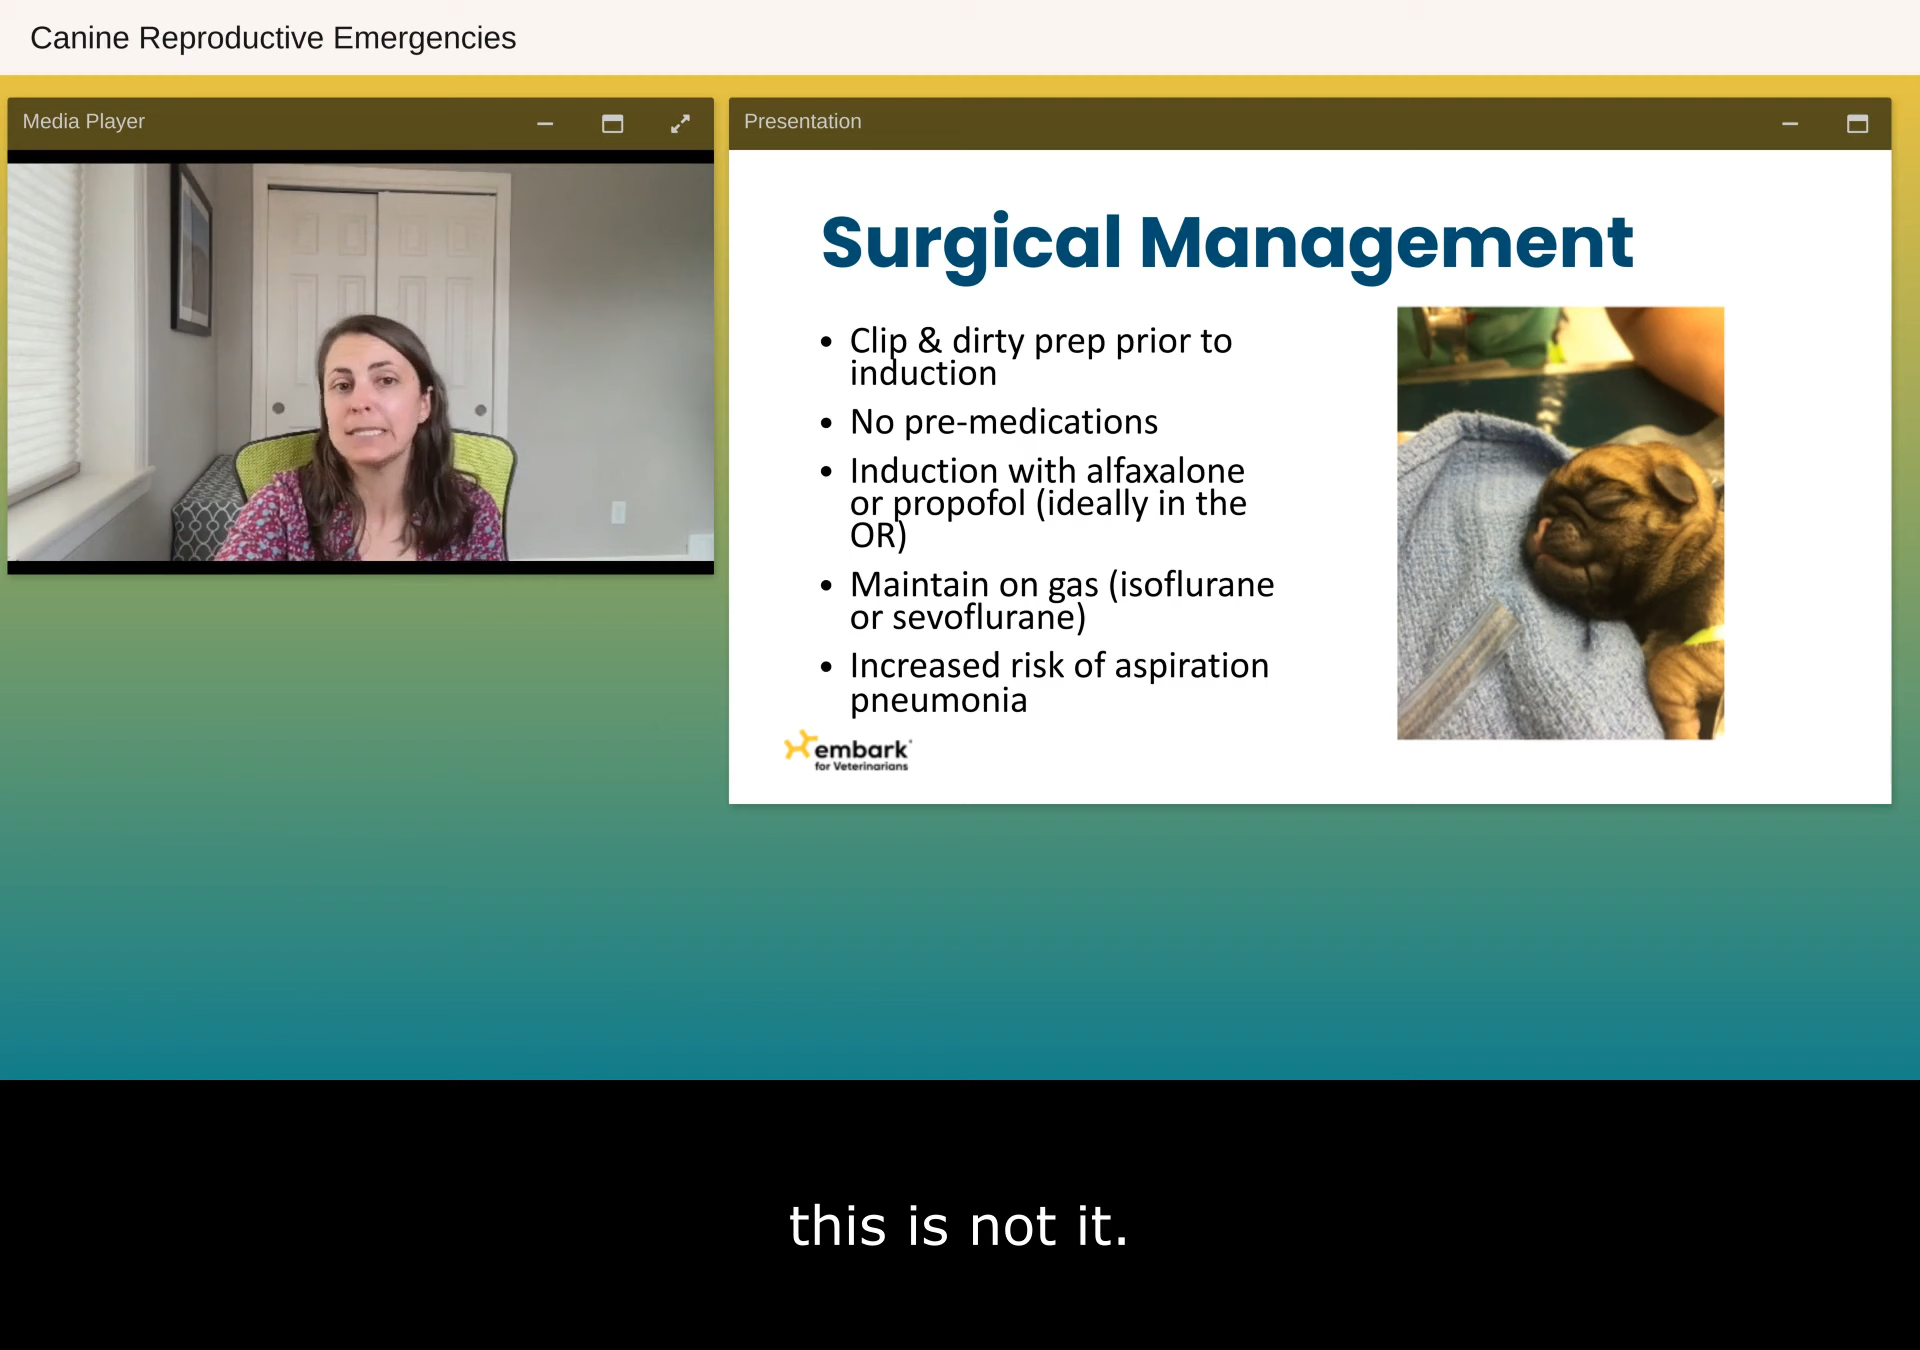 Canine Reproductive Emergencies
Media Player
Presentation
Surgical Management
• Clip & dirty prep prior to
induction
• No pre-medications
• Induction with alfaxalone
or propofol (ideally in the
OR)
• Maintain on gas (isoflurane
or sevoflurane)
• Increased risk of aspiration
pneumonia
embark
for Veterinarians
this is not it.